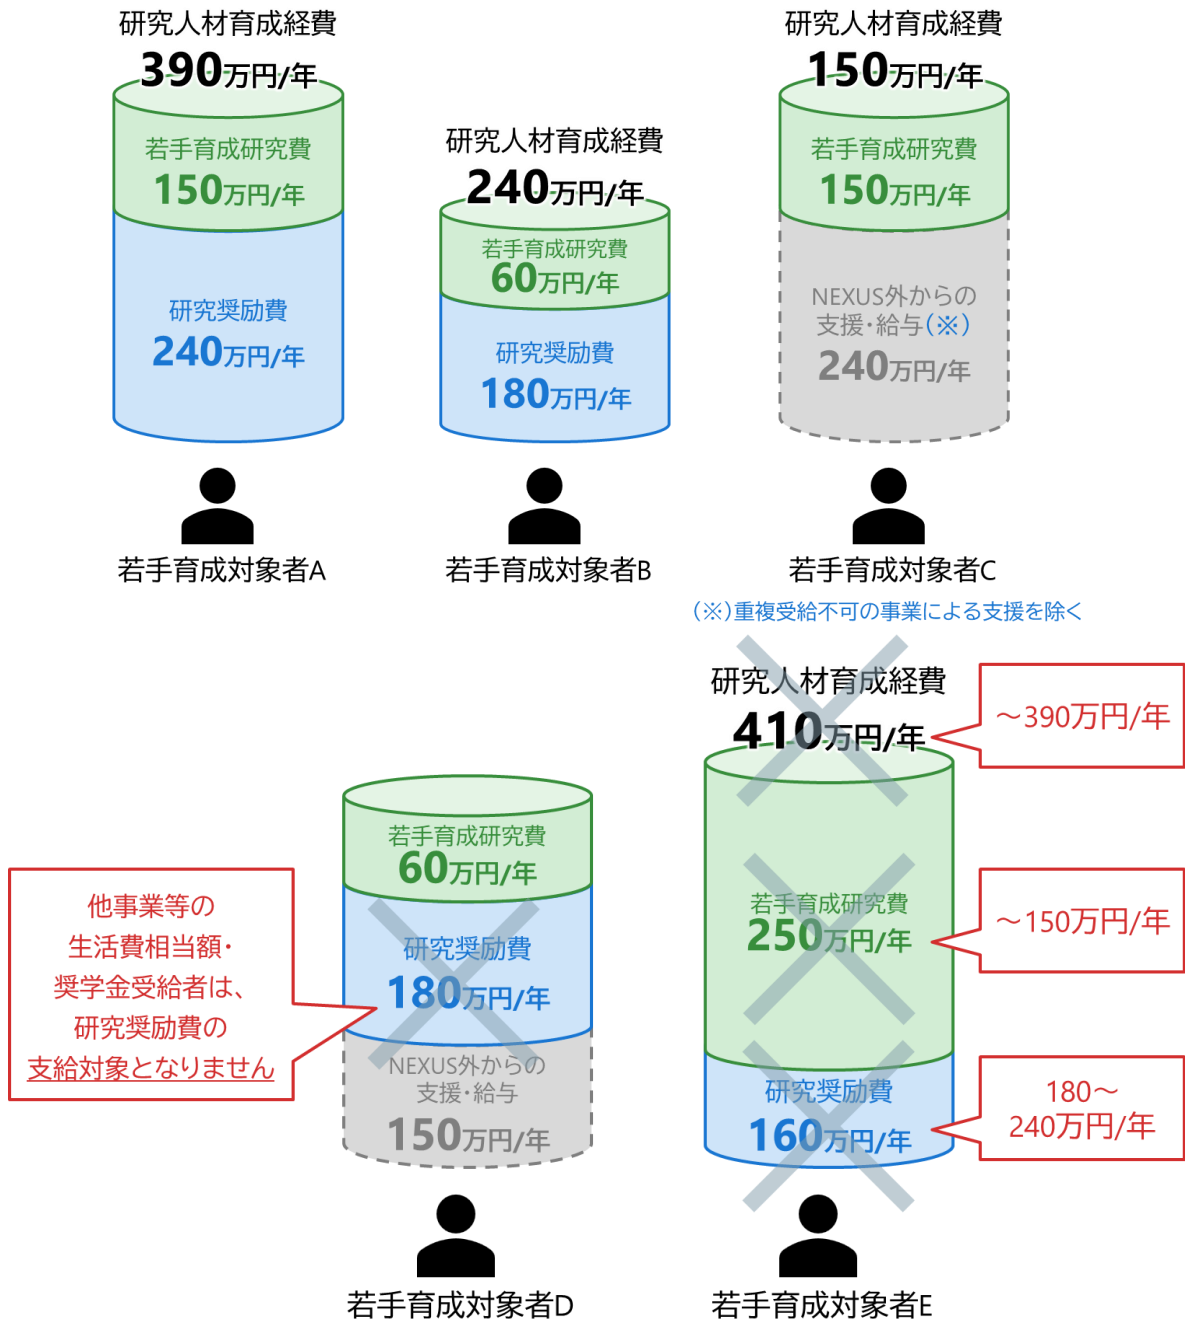 研究人材育成経費
390万円/年
若手育成研究費
150万円/年
研究奨励費
240万円/年
若手育成対象者A
研究人材育成経費
240万円/年
若手育成研究費
60万円/年
研究奨励費
180万円/年
若手育成対象者B
研究人材育成経費
150万円/年
若手育成研究費
150万円/年
NEXUS外からの
支援・給与(※)
240万円/年
若手育成対象者C
(※)重複受給不可の事業による支援を除く
若手育成研究費
60万円/年
研究奨励費
180万円/年
NEXUS外からの
支援・給与
150万円/年
他事業等の
生活費相当額・
奨学金受給者は、
研究奨励費の
支給対象となりません
若手育成対象者D
研究人材育成経費
410万円/年
~390万円/年
若手育成研究費
250万円/年
~150万円/年
研究奨励費
160万円/年
180~
240万円/年
若手育成対象者E